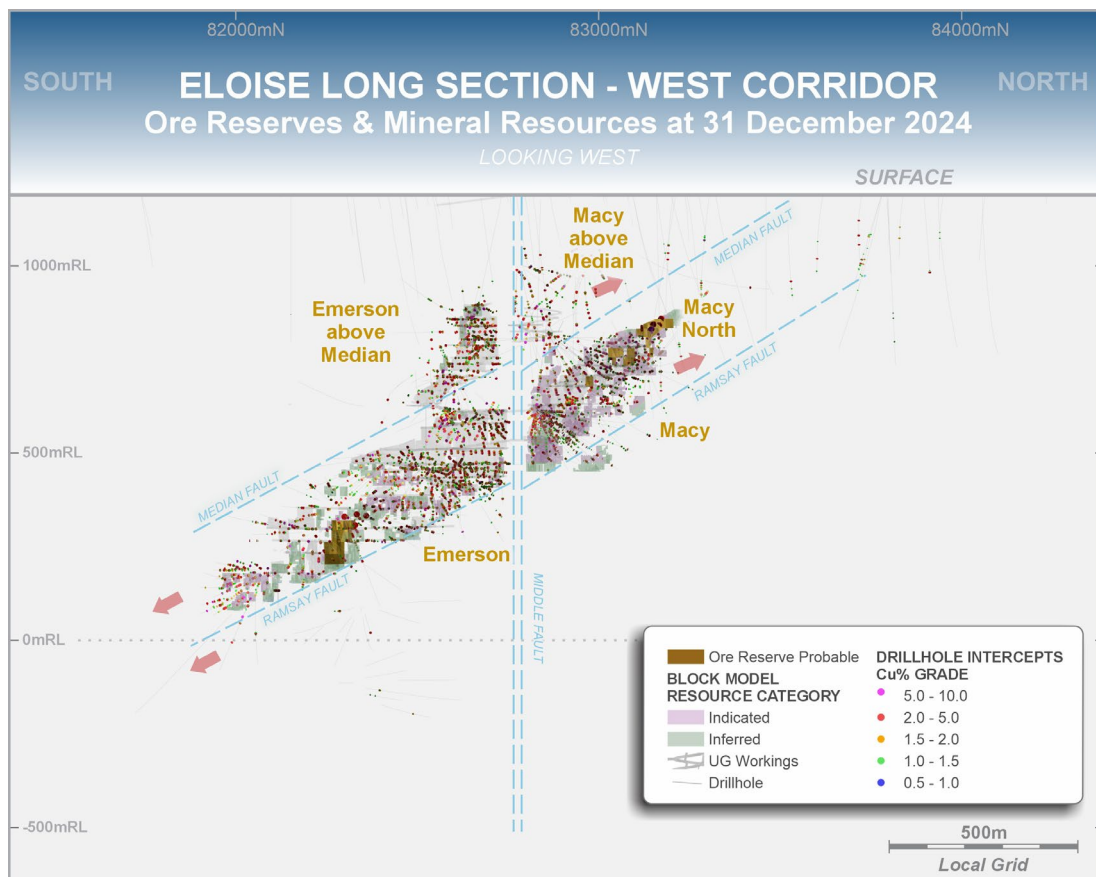 82000mN
83000mN
84000mN
SOUTH
ELOISE LONG SECTION - WEST CORRIDOR
NORTH
Ore Reserves & Mineral Resources at 31 December 2024
LOOKING WEST
SURFACE
1000mRL
500mRL
0mRL
-500mRL
Macy
above
Median
MEDIAN FAULT
Emerson
above
Median
Macy
North
RAMSAY FAULT
Macy
MEDIAN FAULT
Emerson
RAMSAY FAULT
MIDDLE FAULT
Ore Reserve Probable
BLOCK MODEL
RESOURCE CATEGORY
Indicated
Inferred
UG Workings
Drillhole
DRILLHOLE INTERCEPTS
Cu% GRADE
5.0 - 10.0
2.0 - 5.0
1.5 - 2.0
1.0 - 1.5
0.5 - 1.0
500m
Local Grid